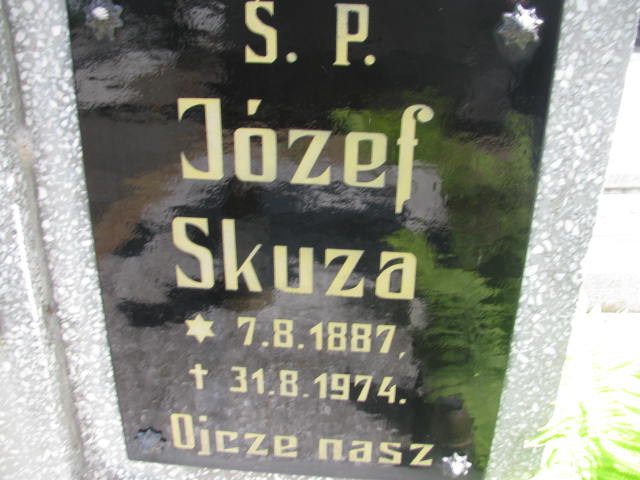 Ś. P.
Józef
Skuza
* 7.8.1887,
✝ 31.8.1974.
Ojcze nasz